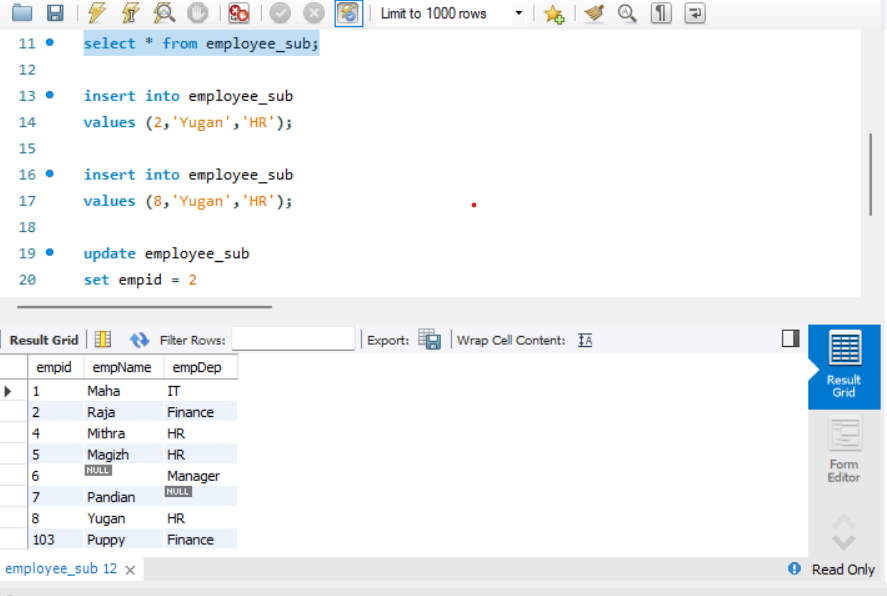 Limit to 1000 rows
11 select * from employee_sub;
12
13 insert into employee_sub
14 values (2,'Yugan','HR');
15
16 insert into employee_sub
17 values (8,'Yugan','HR');
18
19 update employee_sub
20 set empid = 2
Result Grid Filter Rows: Export: Wrap Cell Content:
empid empName empDep
1 Maha IT
2 Raja Finance
4 Mithra HR
5 Magizh HR
6 NULL Manager
7 Pandian NULL
8 Yugan HR
103 Puppy Finance
Result
Grid
Form
Editor
employee_sub 12
Read Only